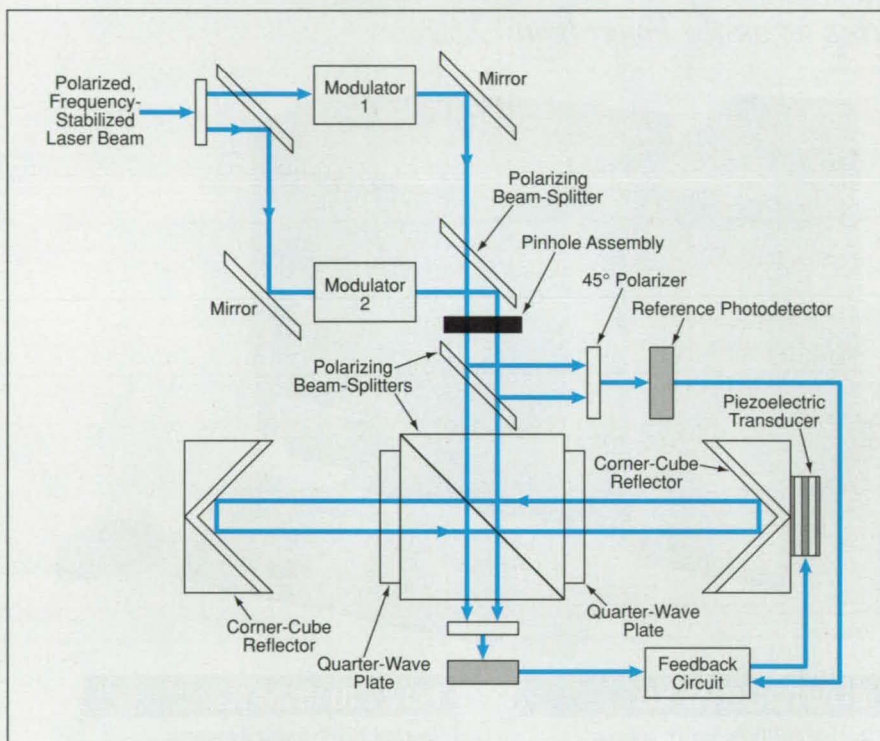 Polarized,
Frequency-
Stabilized
Laser Beam
Modulator
1
Mirror
Polarizing
Beam-Splitter
Pinhole Assembly
45° Polarizer
Reference Photodetector
Mirror
Modulator
2
Polarizing
Beam-Splitters
Piezoelectric
Transducer
Corner-Cube
Reflector
Corner-Cube
Reflector
Quarter-Wave
Plate
Quarter-Wave
Plate
Feedback
Circuit